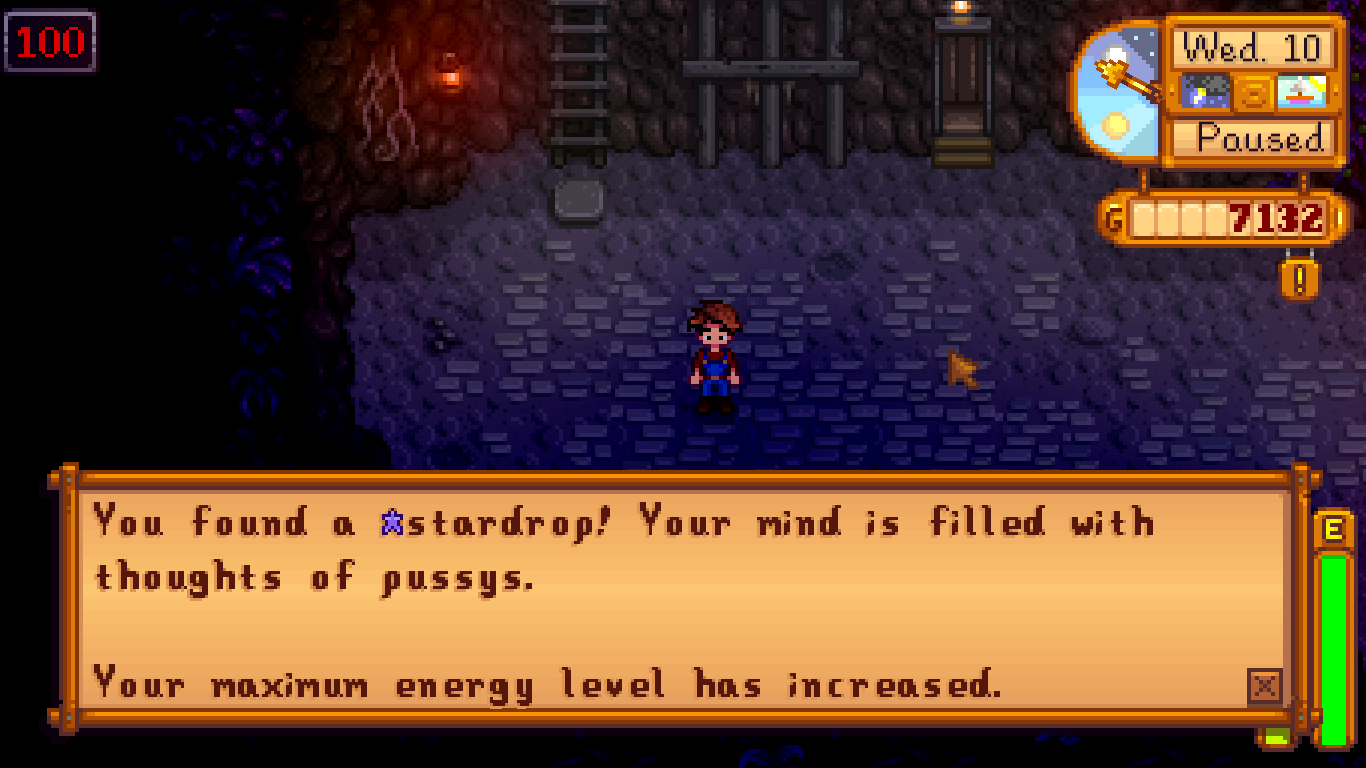 100
Wed. 10
Paused
G 7132
!
You found a stardrop! Your mind is filled with
thoughts of pussys.
Your maximum energy level has increased.
E